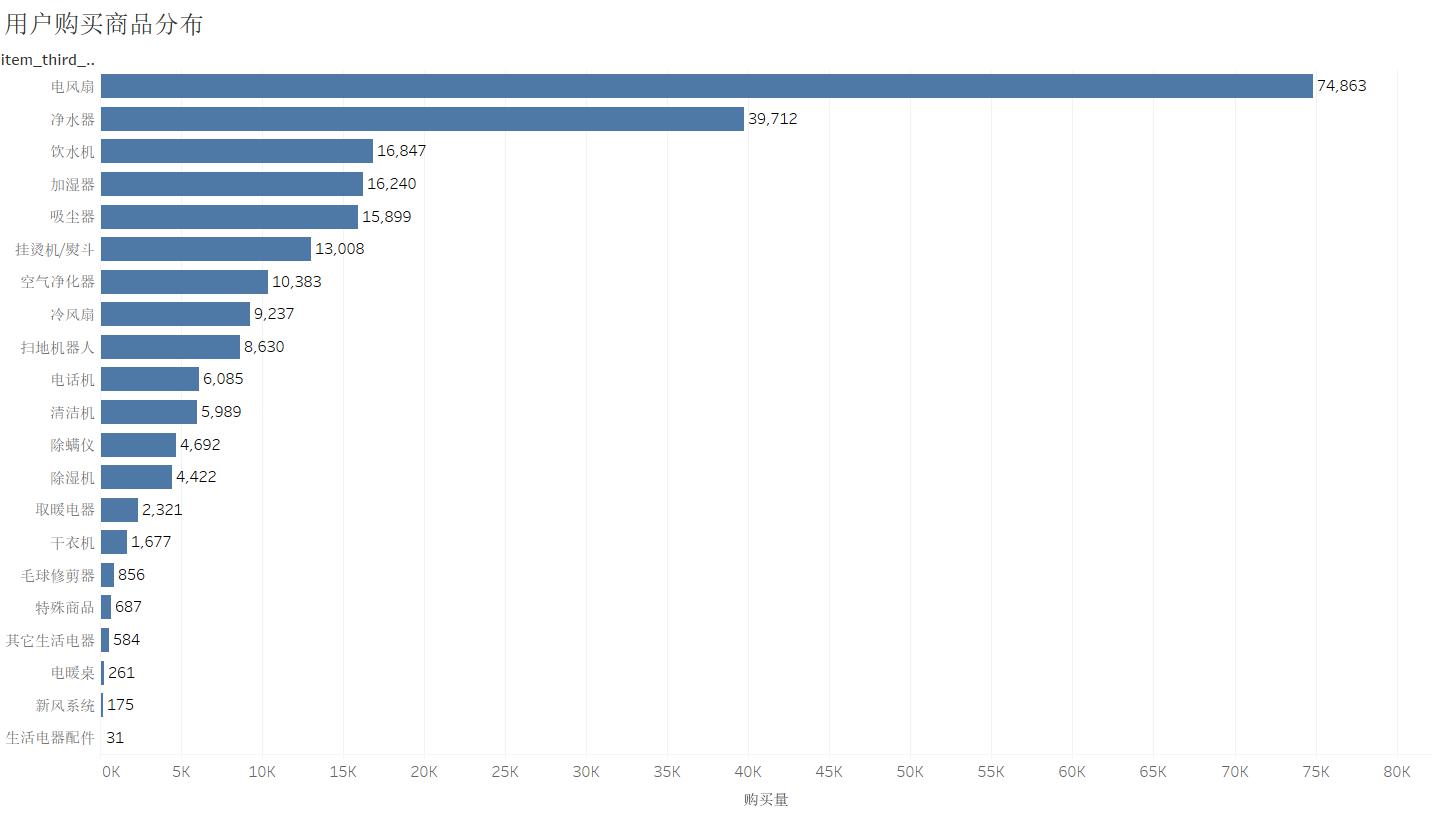 用户购买商品分布
item_third_..
电风扇 74,863
净水器 39,712
饮水机 16,847
加湿器 16,240
吸尘器 15,899
挂烫机/熨斗 13,008
空气净化器 10,383
冷风扇 9,237
扫地机器人 8,630
电话机 6,085
清洁机 5,989
除螨仪 4,692
除湿机 4,422
取暖电器 2,321
干衣机 1,677
毛球修剪器 856
特殊商品 687
其它生活电器 584
电暖桌 261
新风系统 175
生活电器配件 31
0K 5K 10K 15K 20K 25K 30K 35K 40K 45K 50K 55K 60K 65K 70K 75K 80K
购买量